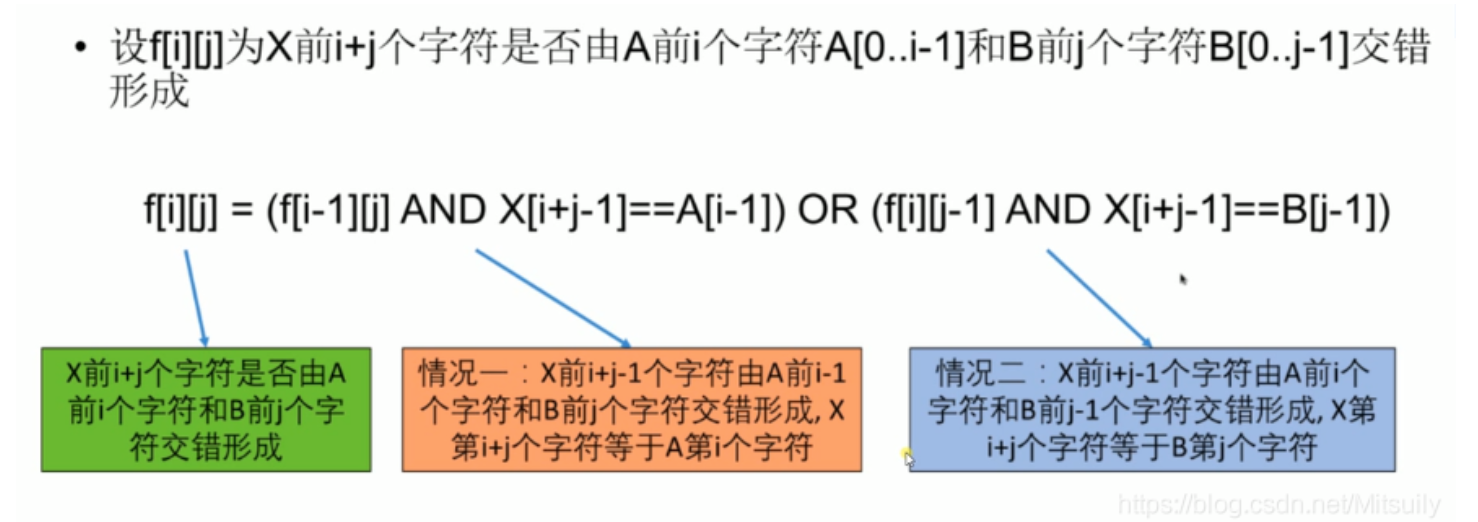 • 设f[i][j]为X前i+j个字符是否由A前i个字符A[0..i-1]和B前j个字符B[0..j-1]交错
形成
f[i][j] = (f[i-1][j] AND X[i+j-1]==A[i-1]) OR (f[i][j-1] AND X[i+j-1]==B[j-1])
X前i+j个字符是否由A
前i个字符和B前j个字
符交错形成
情况一：X前i+j-1个字符由A前i-1
个字符和B前j个字符交错形成, X
第i+j个字符等于A第i个字符
情况二：X前i+j-1个字符由A前i个
字符和B前j-1个字符交错形成, X第
i+j个字符等于B第j个字符
https://blog.csdn.net/Mitsuily